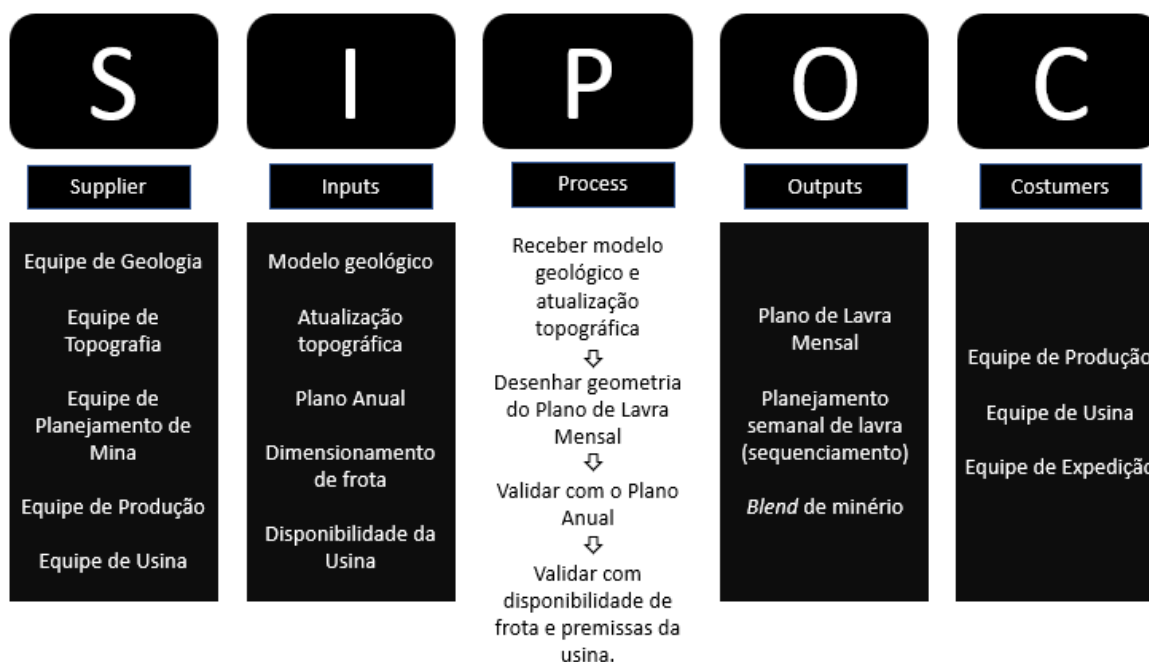 S
I
P
O
C
Supplier
Inputs
Process
Outputs
Costumers
Equipe de Geologia
Equipe de
Topografia
Equipe de
Planejamento de
Mina
Equipe de Produção
Equipe de Usina
Modelo geológico
Atualização
topográfica
Plano Anual
Dimensionamento
de frota
Disponibilidade da
Usina
Receber modelo
geológico e
atualização
topográfica
Desenhar geometria
do Plano de Lavra
Mensal
Validar com o Plano
Anual
Validar com
disponibilidade de
frota e premissas da
usina.
Plano de Lavra
Mensal
Planejamento
semanal de lavra
(sequenciamento)
Blend de minério
Equipe de Produção
Equipe de Usina
Equipe de Expedição